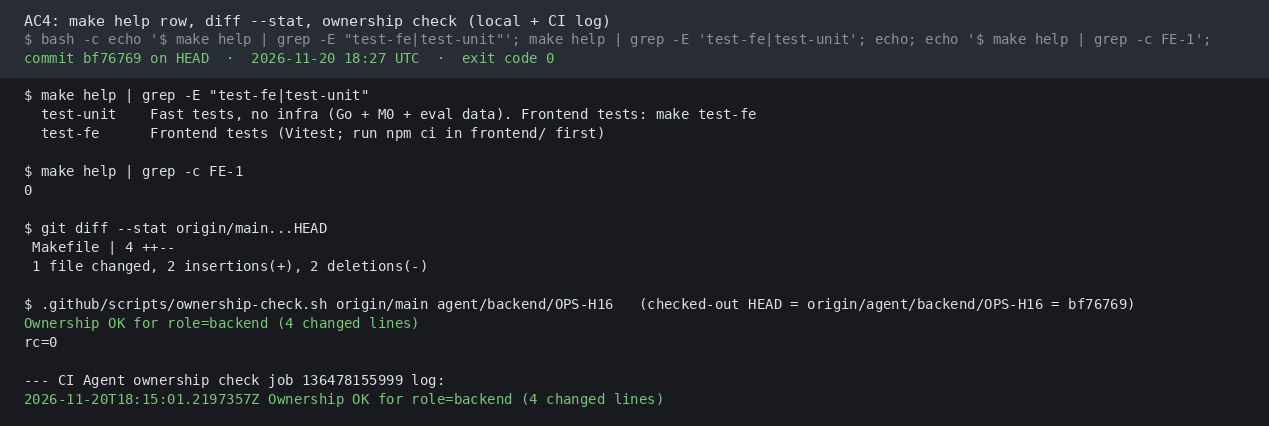 AC4: make help row, diff --stat, ownership check (local + CI log)
$ bash -c echo '$ make help | grep -E "test-fe|test-unit"'; make help | grep -E 'test-fe|test-unit'; echo; echo '$ make help | grep -c FE-1';
commit bf76769 on HEAD · 2026-11-20 18:27 UTC · exit code 0
$ make help | grep -E "test-fe|test-unit"
test-unit    Fast tests, no infra (Go + M0 + eval data). Frontend tests: make test-fe
test-fe      Frontend tests (Vitest; run npm ci in frontend/ first)
$ make help | grep -c FE-1
0
$ git diff --stat origin/main...HEAD
Makefile | 4 ++--
1 file changed, 2 insertions(+), 2 deletions(-)
$ .github/scripts/ownership-check.sh origin/main agent/backend/OPS-H16   (checked-out HEAD = origin/agent/backend/OPS-H16 = bf76769)
Ownership OK for role=backend (4 changed lines)
rc=0
--- CI Agent ownership check job 136478155999 log:
2026-11-20T18:15:01.2197357Z Ownership OK for role=backend (4 changed lines)